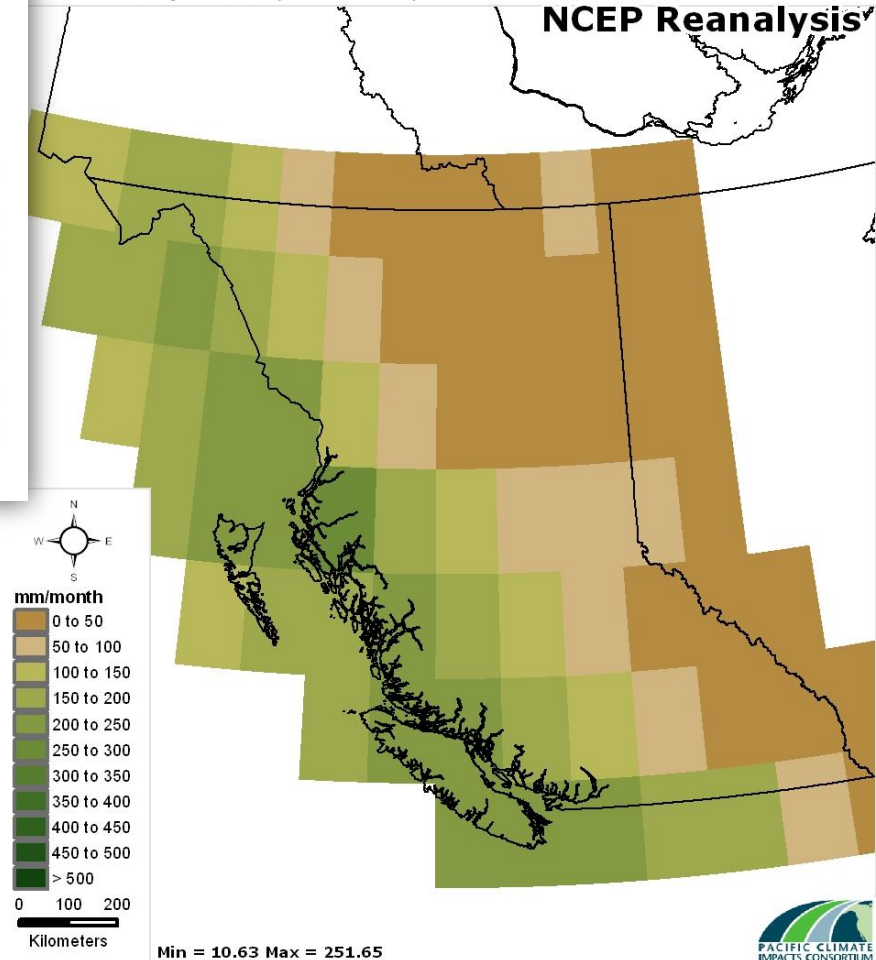 NCEP Reanalysis
N
W E
S
mm/month
0 to 50
50 to 100
100 to 150
150 to 200
200 to 250
250 to 300
300 to 350
350 to 400
400 to 450
450 to 500
> 500
0 100 200
Kilometers
Min = 10.63 Max = 251.65
PACIFIC CLIMATE
IMPACTS CONSORTIUM